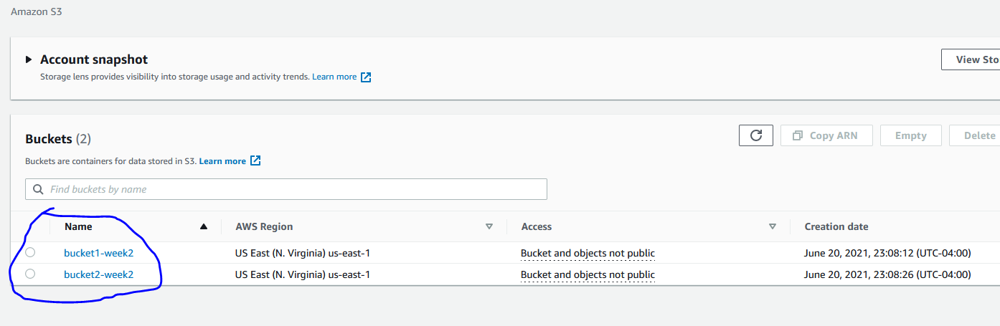 Amazon S3
Account snapshot
View Sto
Storage lens provides visibility into storage usage and activity trends. Learn more
Buckets (2)
Copy ARN Empty Delete
Buckets are containers for data stored in S3. Learn more
Find buckets by name
Name AWS Region Access Creation date
bucket1-week2 US East (N. Virginia) us-east-1 Bucket and objects not public June 20, 2021, 23:08:12 (UTC-04:00)
bucket2-week2 US East (N. Virginia) us-east-1 Bucket and objects not public June 20, 2021, 23:08:26 (UTC-04:00)